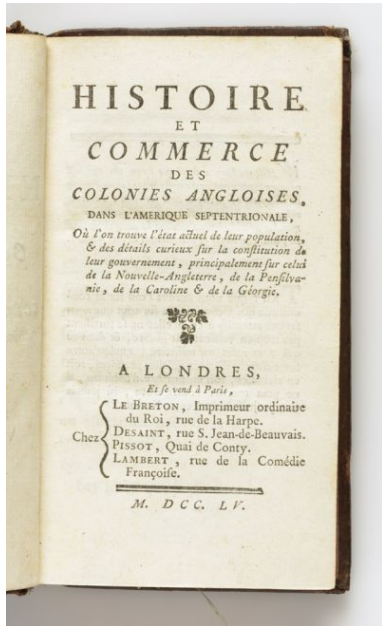 HISTOIRE
ET
COMMERCE
DES
COLONIES ANGLOISES,
DANS L'AMERIQUE SEPTENTRIONALE,
Où l'on trouve l'état actuel de leur population,
& des détails curieux sur la constitution de
leur gouvernement, principalement sur celui
de la Nouvelle-Angleterre, de la Pensilva-
nie, de la Caroline & de la Géorgie.
A LONDRES,
Et se vend à Paris,
Chez
LE BRETON, Imprimeur ordinaire
du Roi, rue de la Harpe.
DESAINT, rue S. Jean-de-Beauvais.
PISSOT, Quai de Conty.
LAMBERT, rue de la Comédie
Françoise.
M. DCC. LV.